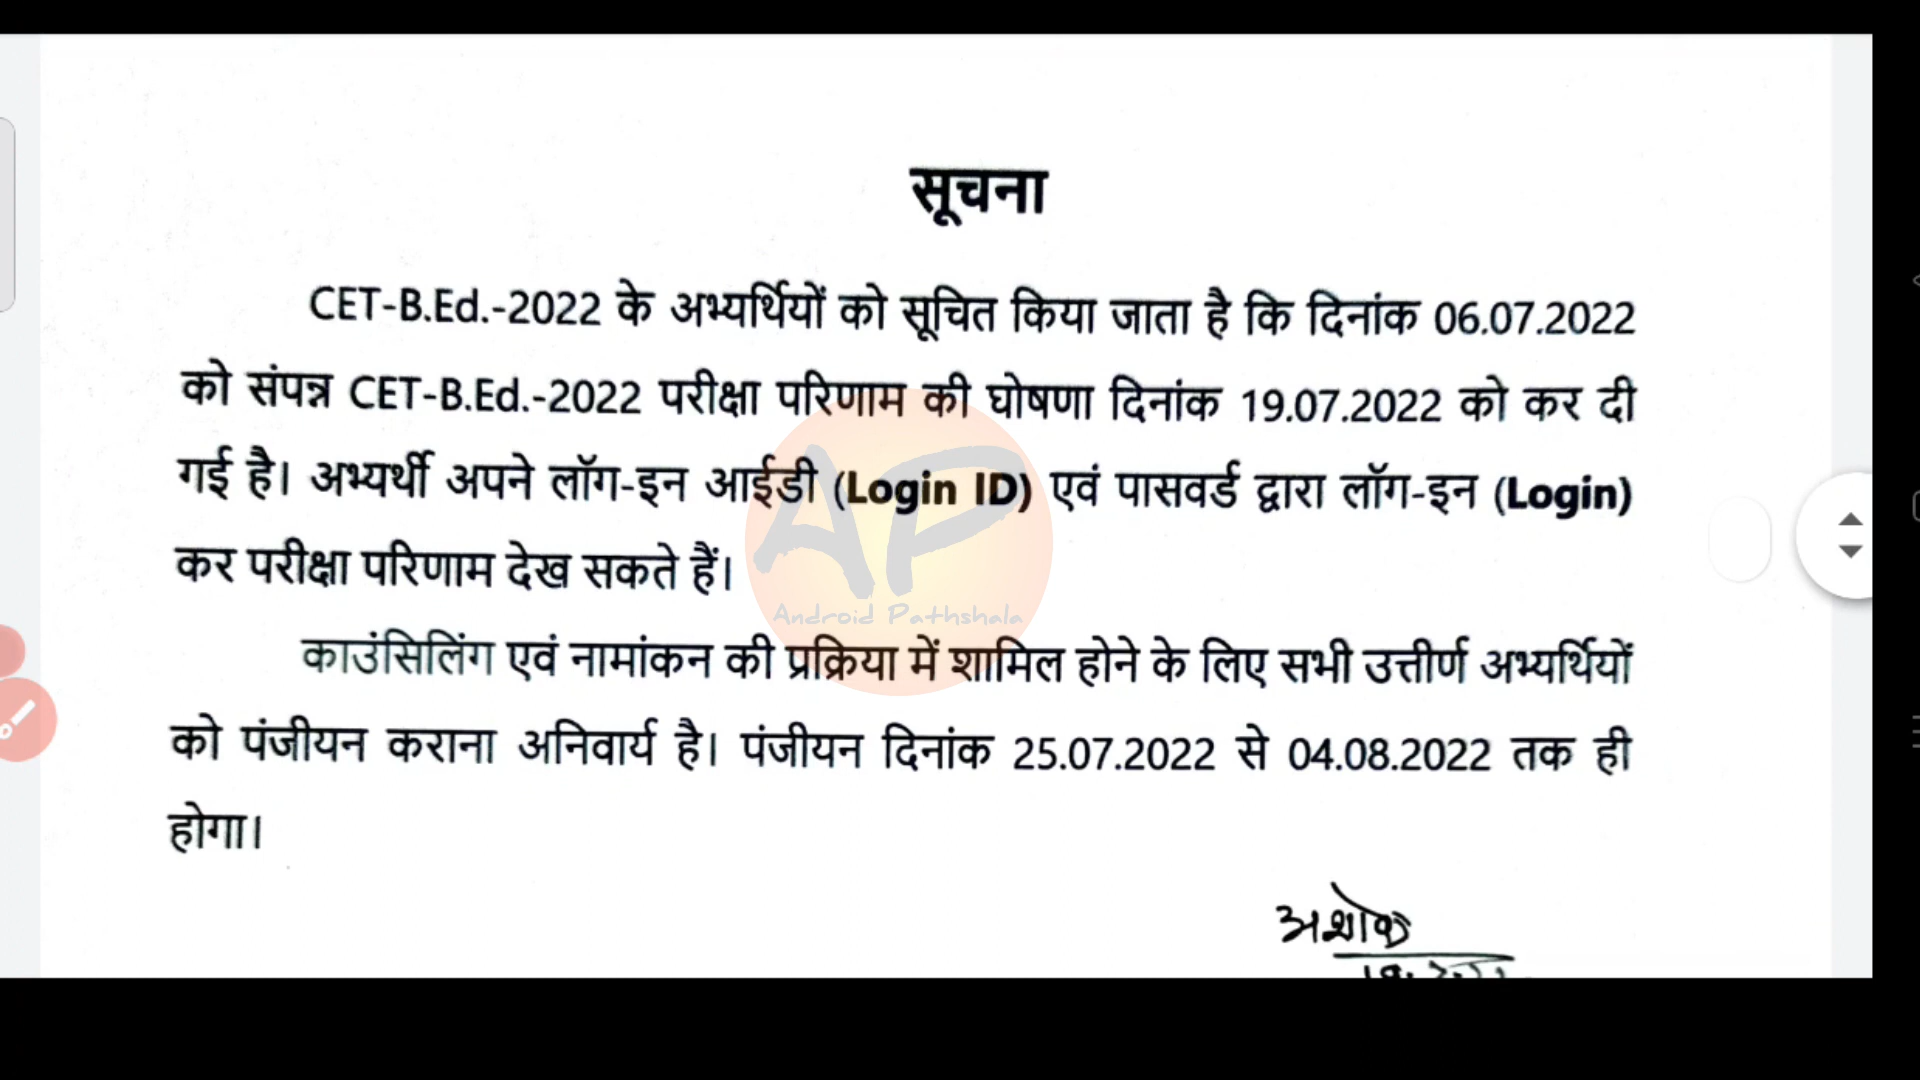 सूचना
CET-B.Ed.-2022 के अभ्यर्थियों को सूचित किया जाता है कि दिनांक 06.07.2022
को संपन्न CET-B.Ed.-2022 परीक्षा परिणाम की घोषणा दिनांक 19.07.2022 को कर दी
गई है। अभ्यर्थी अपने लॉग-इन आईडी (Login ID) एवं पासवर्ड द्वारा लॉग-इन (Login)
कर परीक्षा परिणाम देख सकते हैं।
AP
Android Pathshala
काउंसिलिंग एवं नामांकन की प्रक्रिया में शामिल होने के लिए सभी उत्तीर्ण अभ्यर्थियों
को पंजीयन कराना अनिवार्य है। पंजीयन दिनांक 25.07.2022 से 04.08.2022 तक ही
होगा।
अशोक